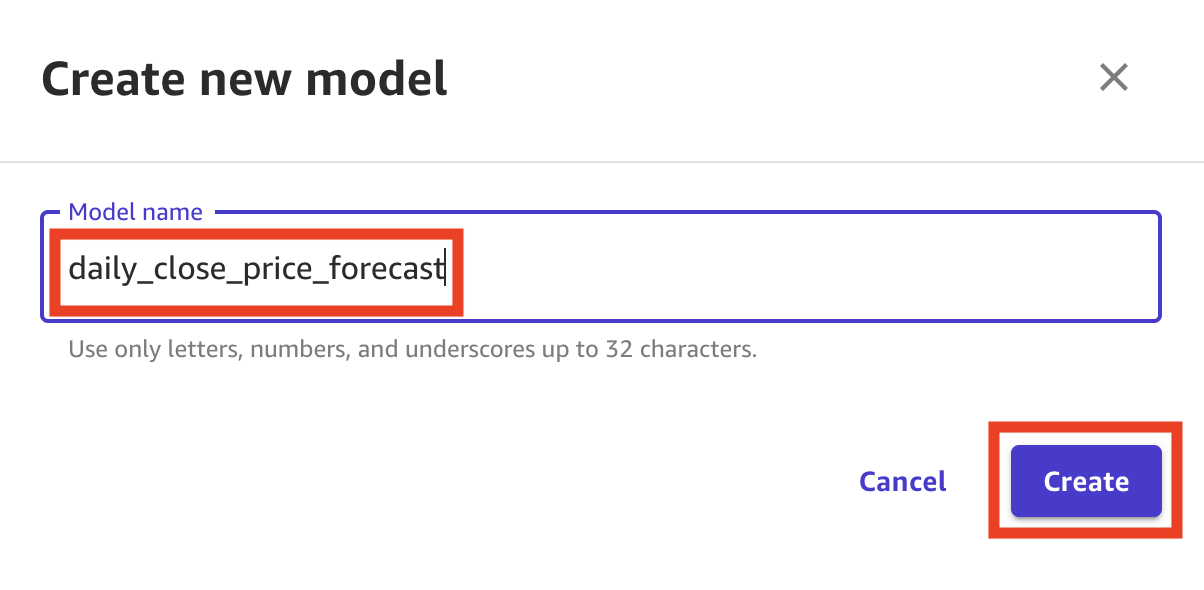 Create new model
Model name
daily_close_price_forecast
Use only letters, numbers, and underscores up to 32 characters.
Cancel
Create